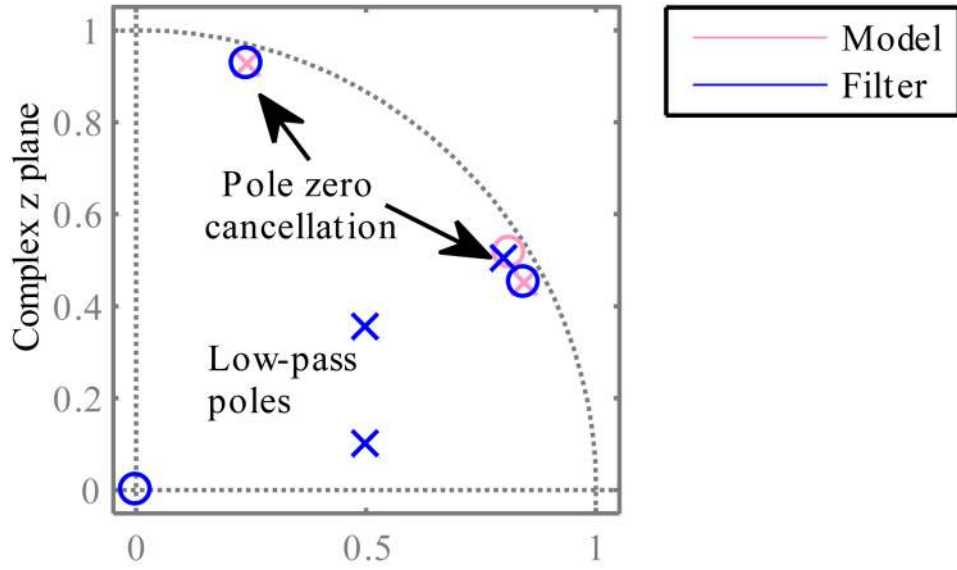 1
0.8
0.6
0.4
0.2
0
0
0.5
1
Complex z plane
Pole zero
cancellation
Low-pass
poles
Model
Filter